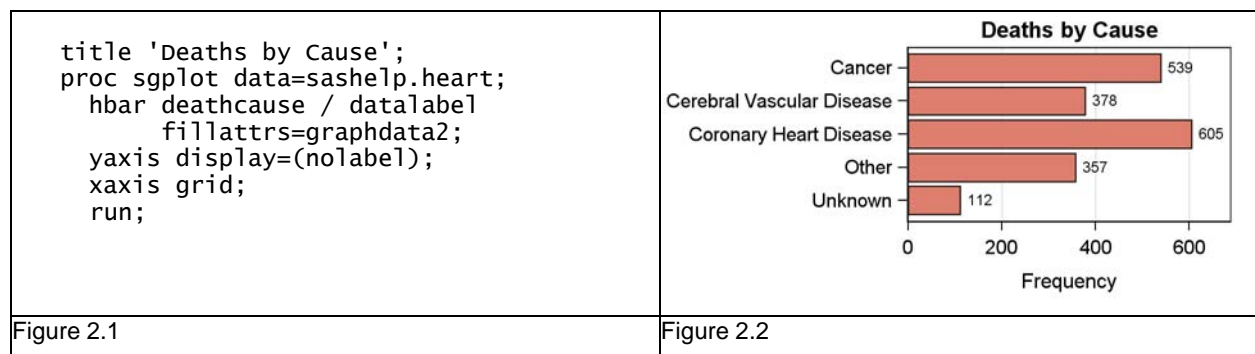 title 'Deaths by Cause';
proc sgplot data=sashelp.heart;
hbar deathcause / datalabel
fillattrs=graphdata2;
yaxis display=(nolabel);
xaxis grid;
run;
Deaths by Cause
Cancer 539
Cerebral Vascular Disease 378
Coronary Heart Disease 605
Other 357
Unknown 112
0 200 400 600
Frequency
Figure 2.1
Figure 2.2